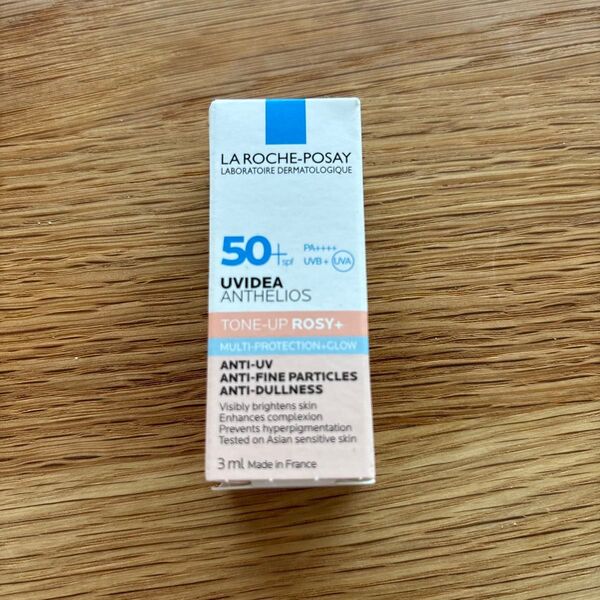 LA ROCHE-POSAY
LABORATOIRE DERMATOLOGIQUE
50+ spf PA++++
UVB + UVA
UVIDEA
ANTHELIOS
TONE-UP ROSY+
MULTI-PROTECTION+GLOW
ANTI-UV
ANTI-FINE PARTICLES
ANTI-DULLNESS
Visibly brightens skin
Enhances complexion
Prevents hyperpigmentation
Tested on Asian sensitive skin
3 ml Made in France